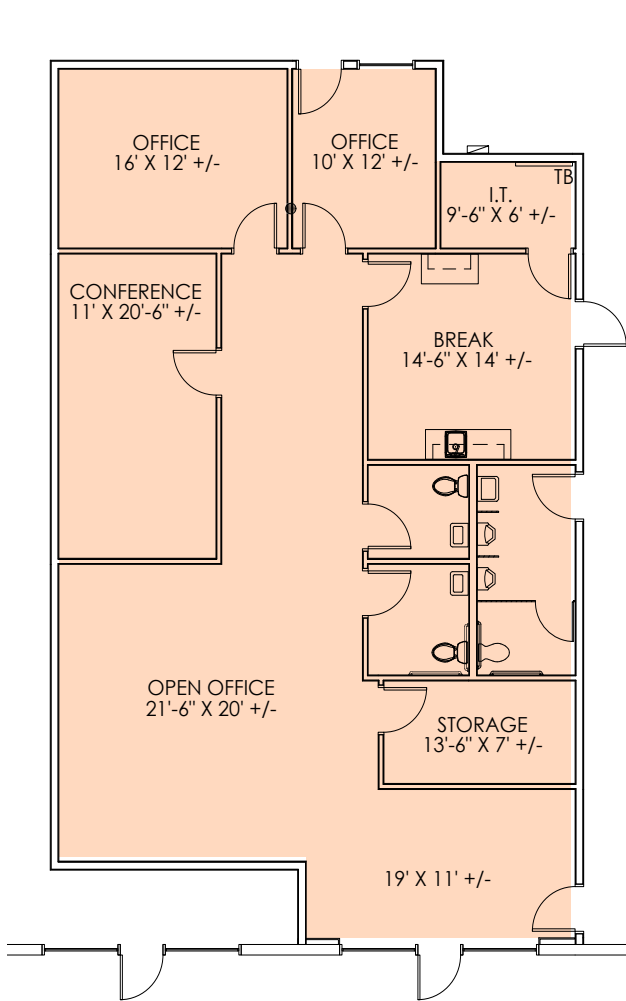 OFFICE
16' X 12' +/-
OFFICE
10' X 12' +/-
TB
I.T.
9'-6" X 6' +/-
CONFERENCE
11' X 20'-6" +/-
BREAK
14'-6" X 14' +/-
OPEN OFFICE
21'-6" X 20' +/-
STORAGE
13'-6" X 7' +/-
19' X 11' +/-